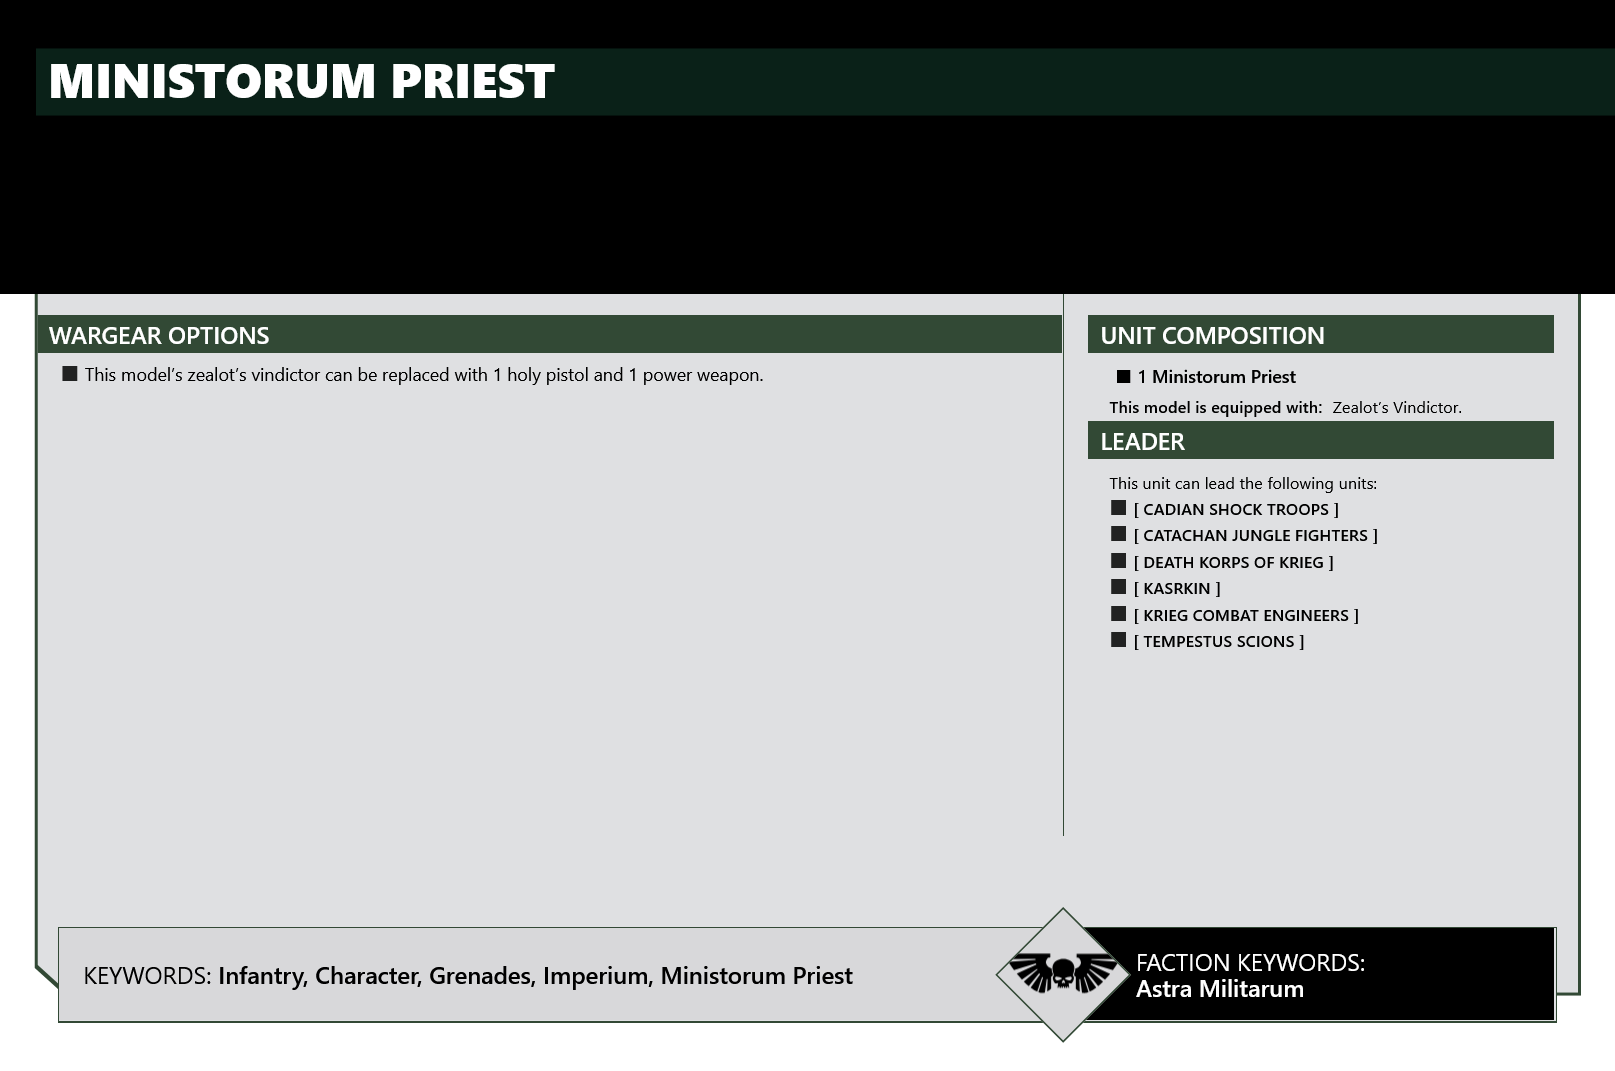 MINISTORUM PRIEST
WARGEAR OPTIONS
■ This model’s zealot’s vindictor can be replaced with 1 holy pistol and 1 power weapon.
UNIT COMPOSITION
■ 1 Ministorum Priest
This model is equipped with: Zealot’s Vindictor.
LEADER
This unit can lead the following units:
■ [ CADIAN SHOCK TROOPS ]
■ [ CATACHAN JUNGLE FIGHTERS ]
■ [ DEATH KORPS OF KRIEG ]
■ [ KASRKIN ]
■ [ KRIEG COMBAT ENGINEERS ]
■ [ TEMPESTUS SCIONS ]
KEYWORDS: Infantry, Character, Grenades, Imperium, Ministorum Priest
FACTION KEYWORDS:
Astra Militarum